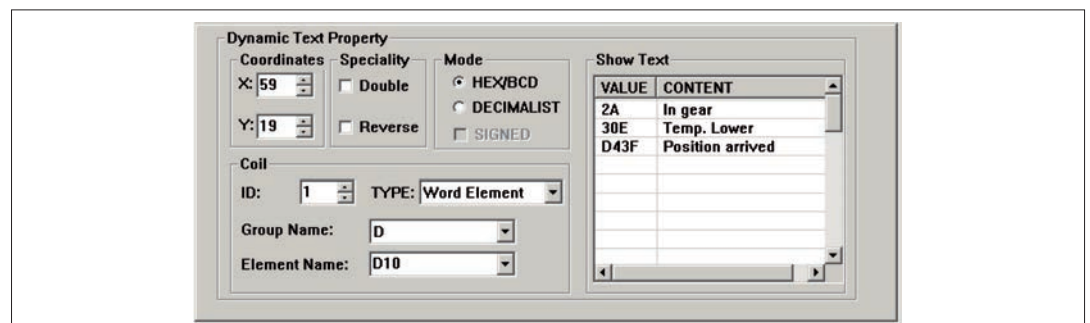 Dynamic Text Property
Coordinates
X: 59
Y: 19
Speciality
Double
Reverse
Mode
HEX/BCD
DECIMALIST
SIGNED
Coil
ID: 1 TYPE: Word Element
Group Name: D
Element Name: D10
Show Text
VALUE CONTENT
2A In gear
30E Temp. Lower
D43F Position arrived